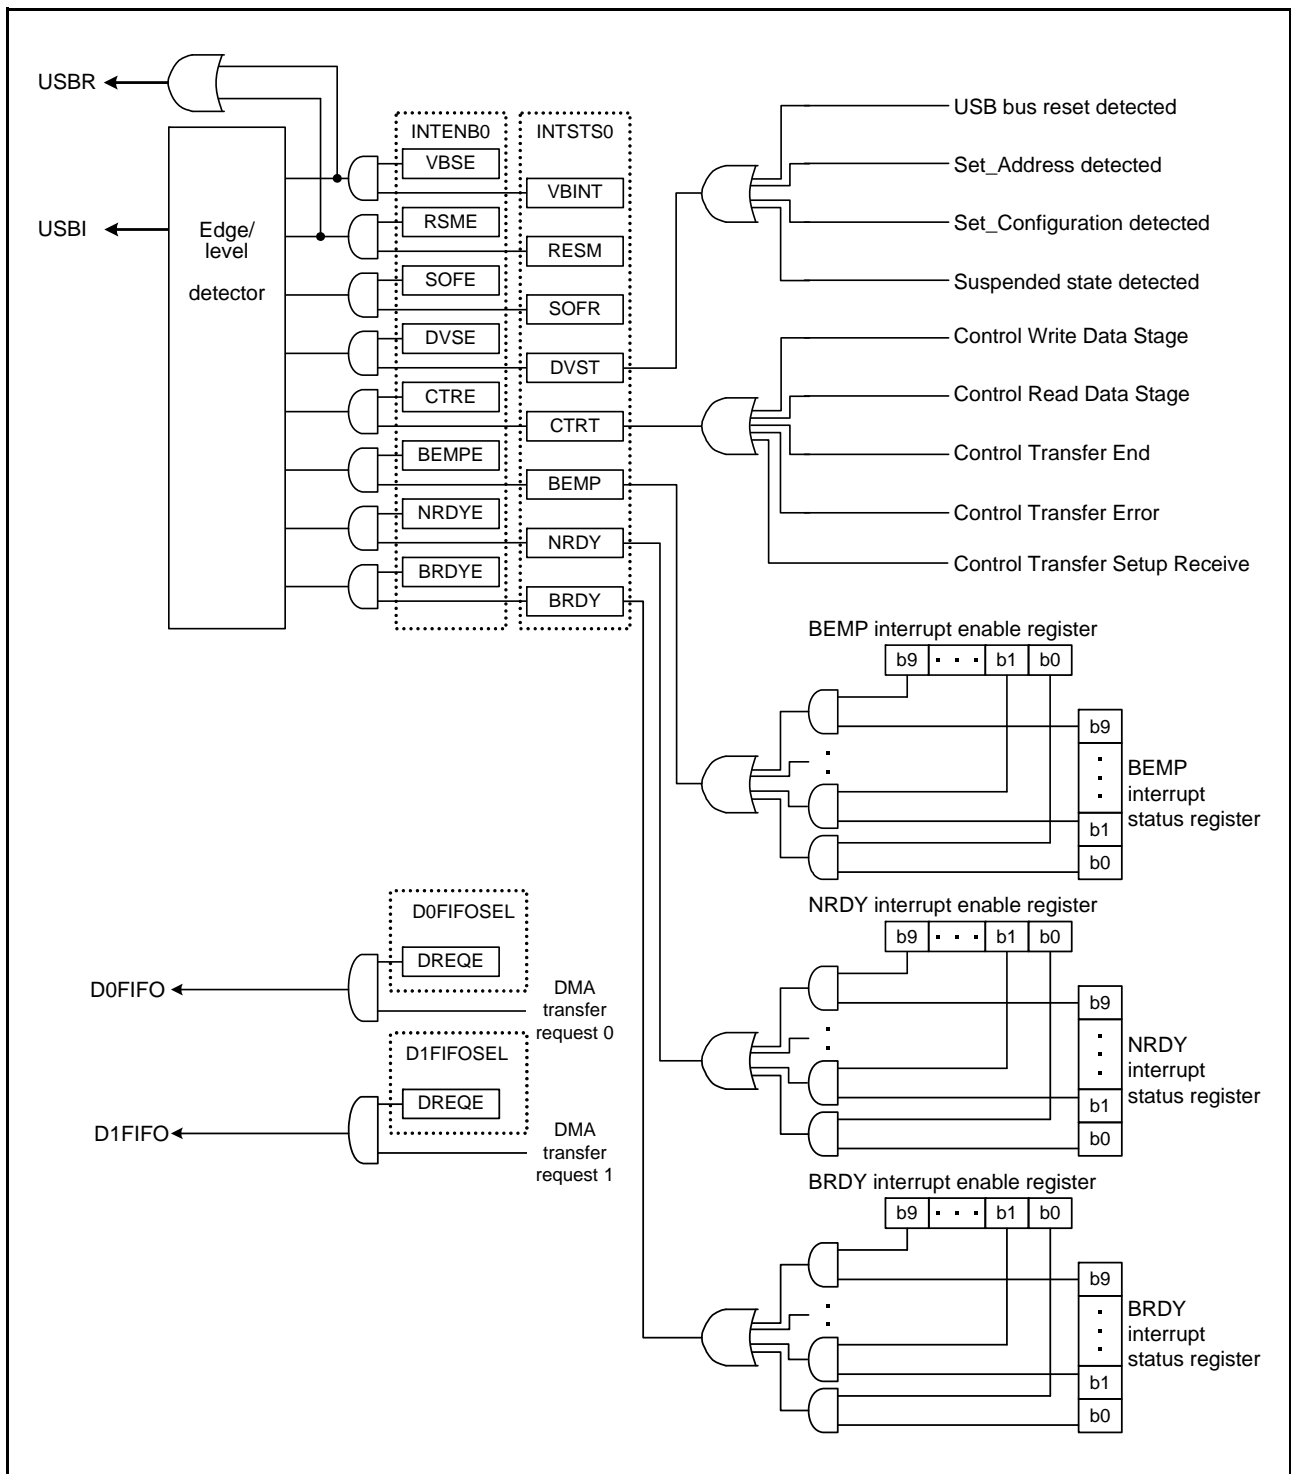 USBR
USBI
Edge/
level
detector
INTENB0
INTSTS0
VBSE
VBINT
RSME
RESM
SOFE
SOFR
DVSE
DVST
CTRE
CTRT
BEMPE
BEMP
NRDYE
NRDY
BRDYE
BRDY
USB bus reset detected
Set_Address detected
Set_Configuration detected
Suspended state detected
Control Write Data Stage
Control Read Data Stage
Control Transfer End
Control Transfer Error
Control Transfer Setup Receive
BEMP interrupt enable register
b9 · · · b1 b0
b9
BEMP
interrupt
status register
b1
b0
D0FIFOSEL
DREQE
D0FIFO
DMA
transfer
request 0
D1FIFOSEL
DREQE
D1FIFO
DMA
transfer
request 1
NRDY interrupt enable register
b9 · · · b1 b0
b9
NRDY
interrupt
status register
b1
b0
BRDY interrupt enable register
b9 · · · b1 b0
b9
BRDY
interrupt
status register
b1
b0